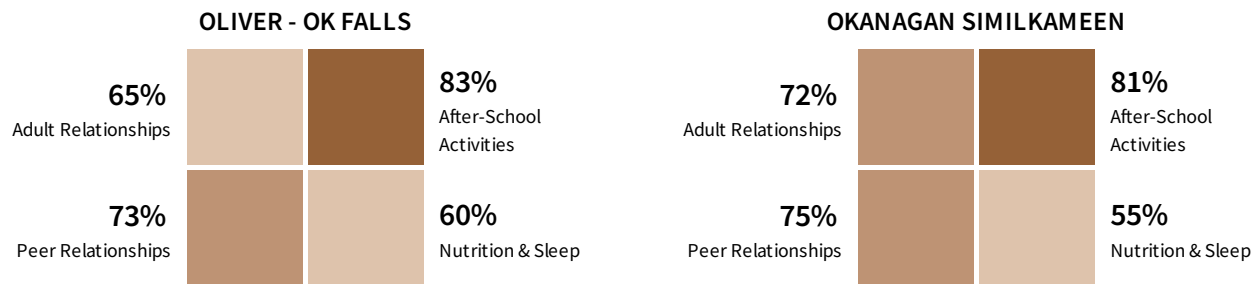 OLIVER - OK FALLS
65%
Adult Relationships
83%
After-School
Activities
73%
Peer Relationships
60%
Nutrition & Sleep
OKANAGAN SIMILKAMEEN
72%
Adult Relationships
81%
After-School
Activities
75%
Peer Relationships
55%
Nutrition & Sleep